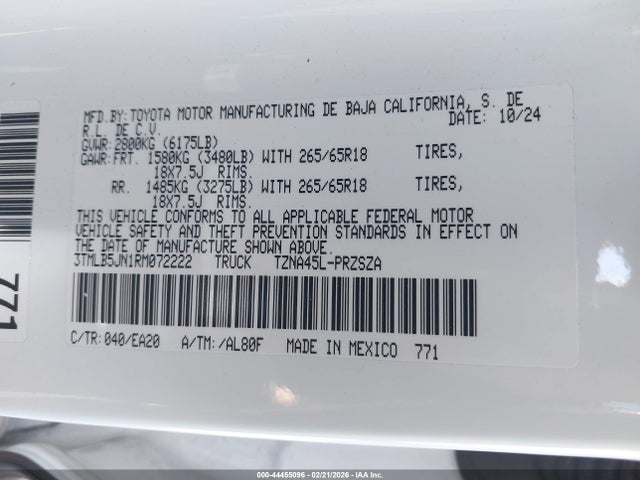 MFD.BY:TOYOTA MOTOR MANUFACTURING DE BAJA CALIFORNIA, S. DE
R.L. DE C.V. DATE: 10/24
GVWR:2800KG (6175LB)
GAWR:FRT. 1580KG (3480LB) WITH 265/65R18 TIRES,
18X7.5J RIMS.
RR. 1485KG (3275LB) WITH 265/65R18 TIRES,
18X7.5J RIMS.
THIS VEHICLE CONFORMS TO ALL APPLICABLE FEDERAL MOTOR
VEHICLE SAFETY AND THEFT PREVENTION STANDARDS IN EFFECT ON
THE DATE OF MANUFACTURE SHOWN ABOVE.
3TMLB5JN1RM072222 TRUCK TZNA45L-PRZSZA
C/TR:040/EA20 A/TM:/AL80F MADE IN MEXICO 771
771
000-44455096 - 02/21/2026 - IAAI.CA